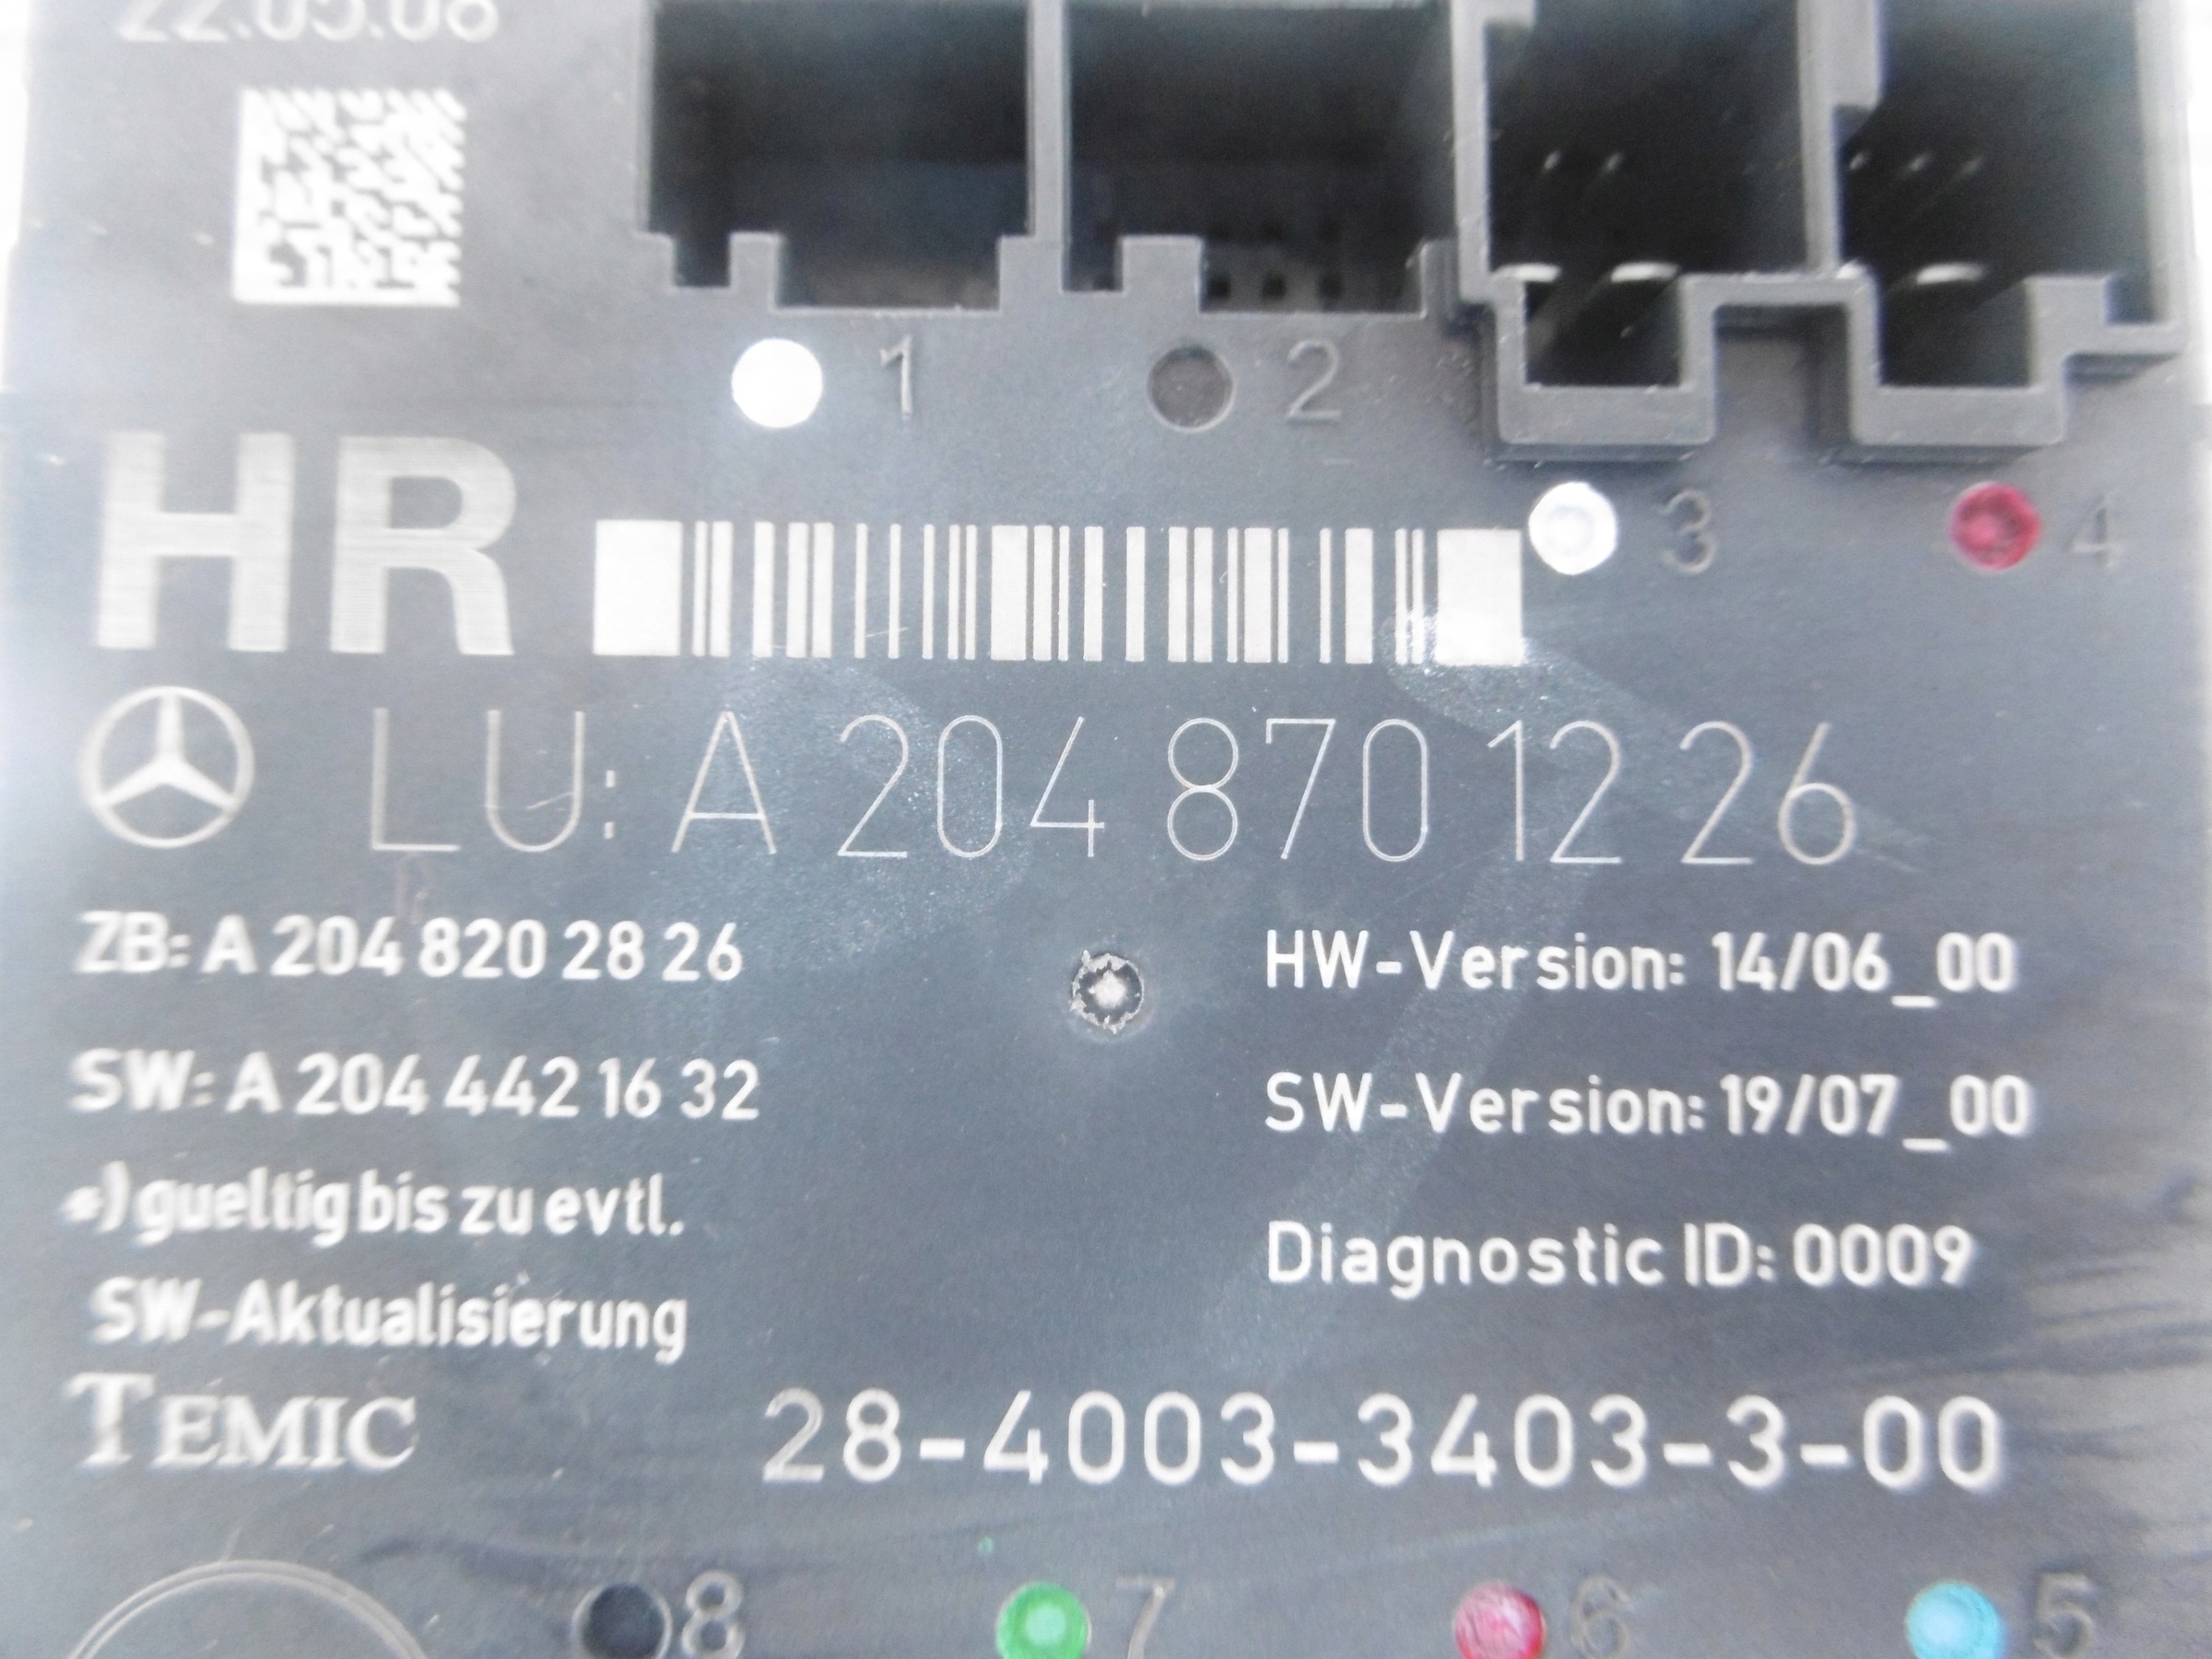 22.05.08
1
2
3
4
HR
LU: A 204 870 12 26
ZB: A 204 820 28 26
HW-Version: 14/06_00
SW: A 204 442 16 32
SW-Version: 19/07_00
*) gueltig bis zu evtl.
SW-Aktualisierung
Diagnostic ID: 0009
TEMIC
28-4003-3403-3-00
8
7
6
5